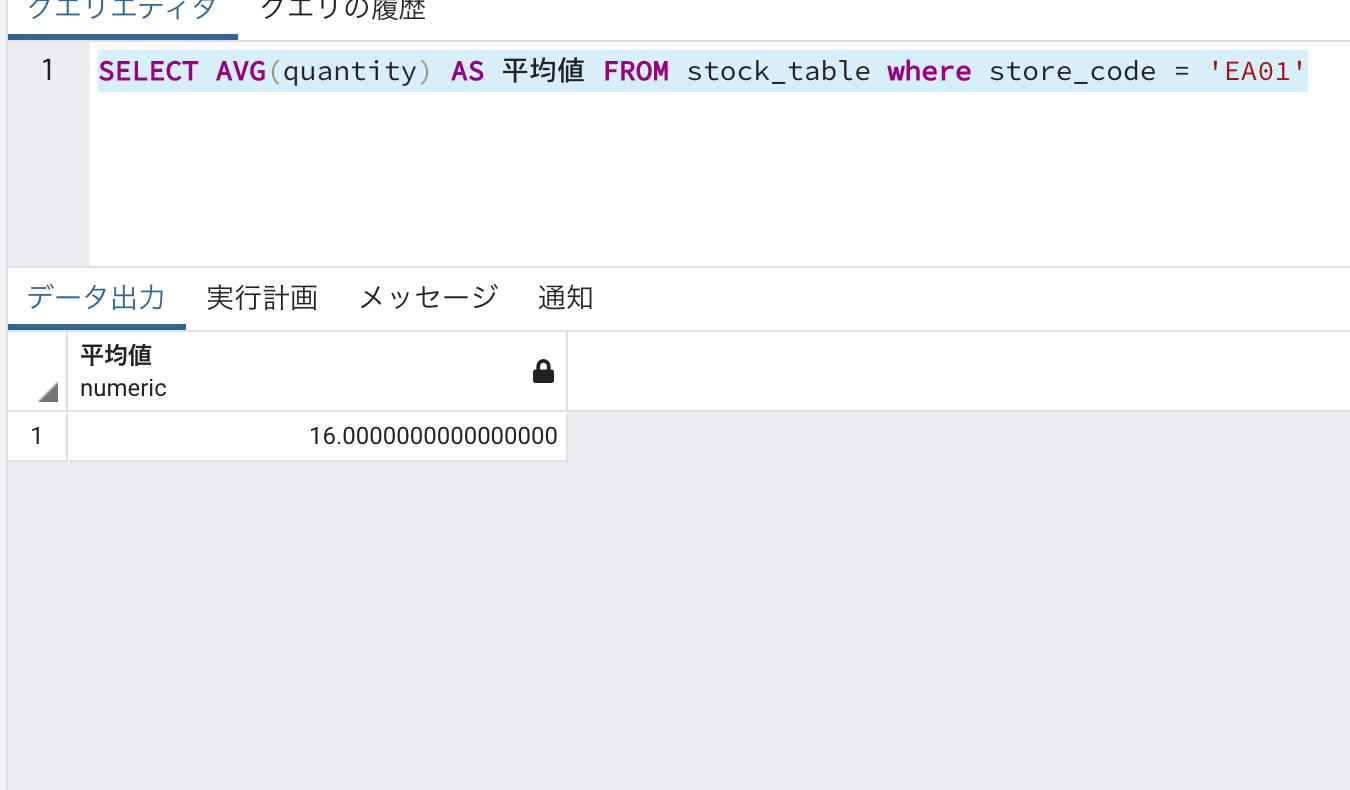 クエリエディタ クエリの履歴
1 SELECT AVG(quantity) AS 平均値 FROM stock_table where store_code = 'EA01'
データ出力 実行計画 メッセージ 通知
平均値
numeric
1 16.0000000000000000